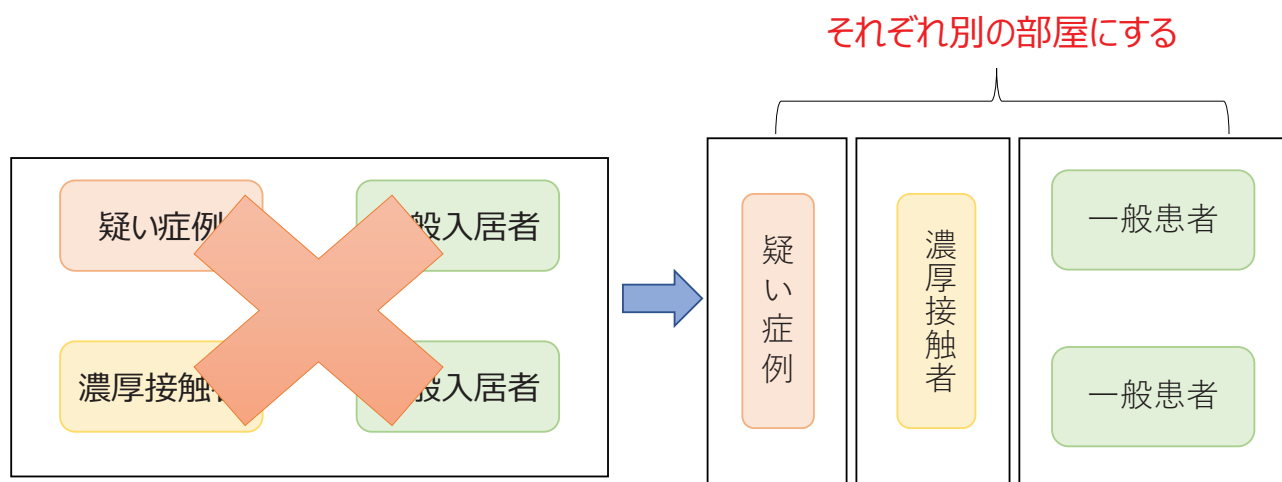 それぞれ別の部屋にする
疑い症例
般入居者
濃厚接触
般入居者
疑い症例
濃厚接触者
一般患者
一般患者